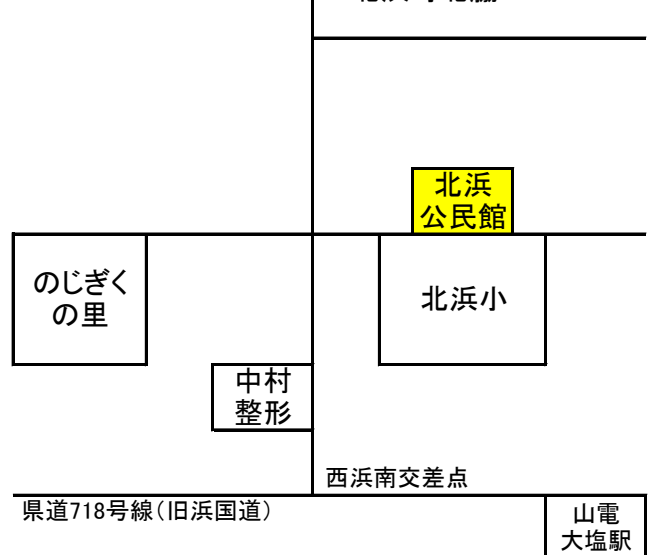 北浜
公民館
のじぎく
の里
北浜小
中村
整形
西浜南交差点
県道718号線（旧浜国道）
山電
大塩駅